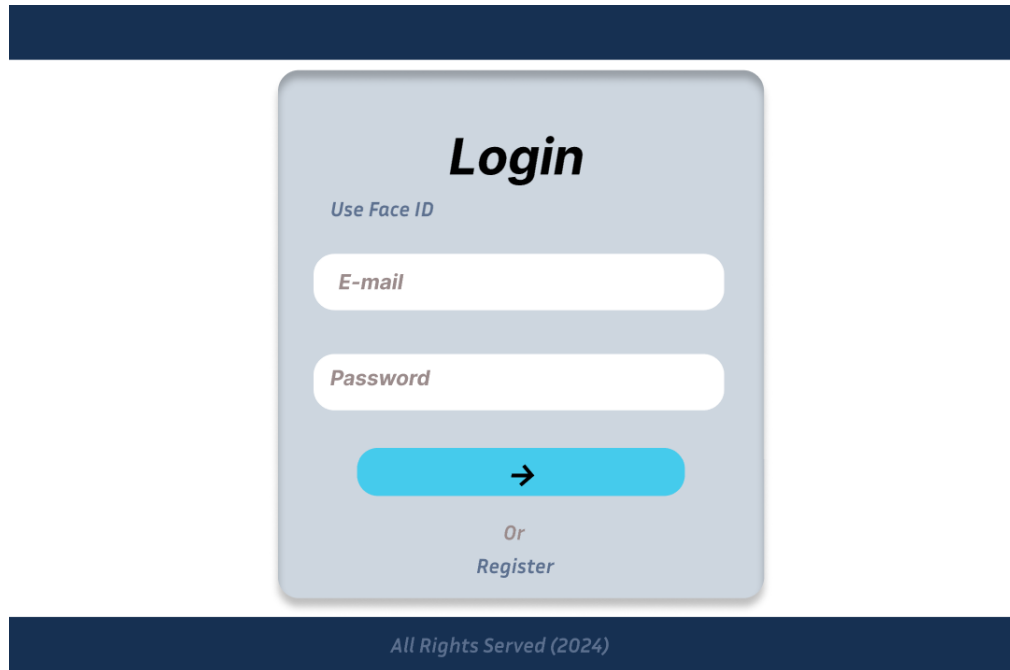 Login
Use Face ID
E-mail
Password
→
Or
Register
All Rights Served (2024)